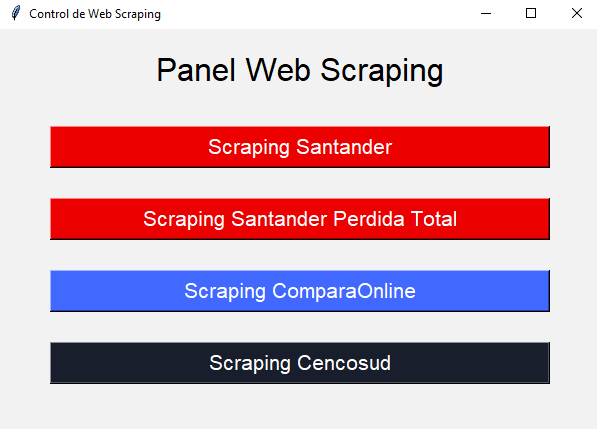 Control de Web Scraping
Panel Web Scraping
Scraping Santander
Scraping Santander Perdida Total
Scraping ComparaOnline
Scraping Cencosud